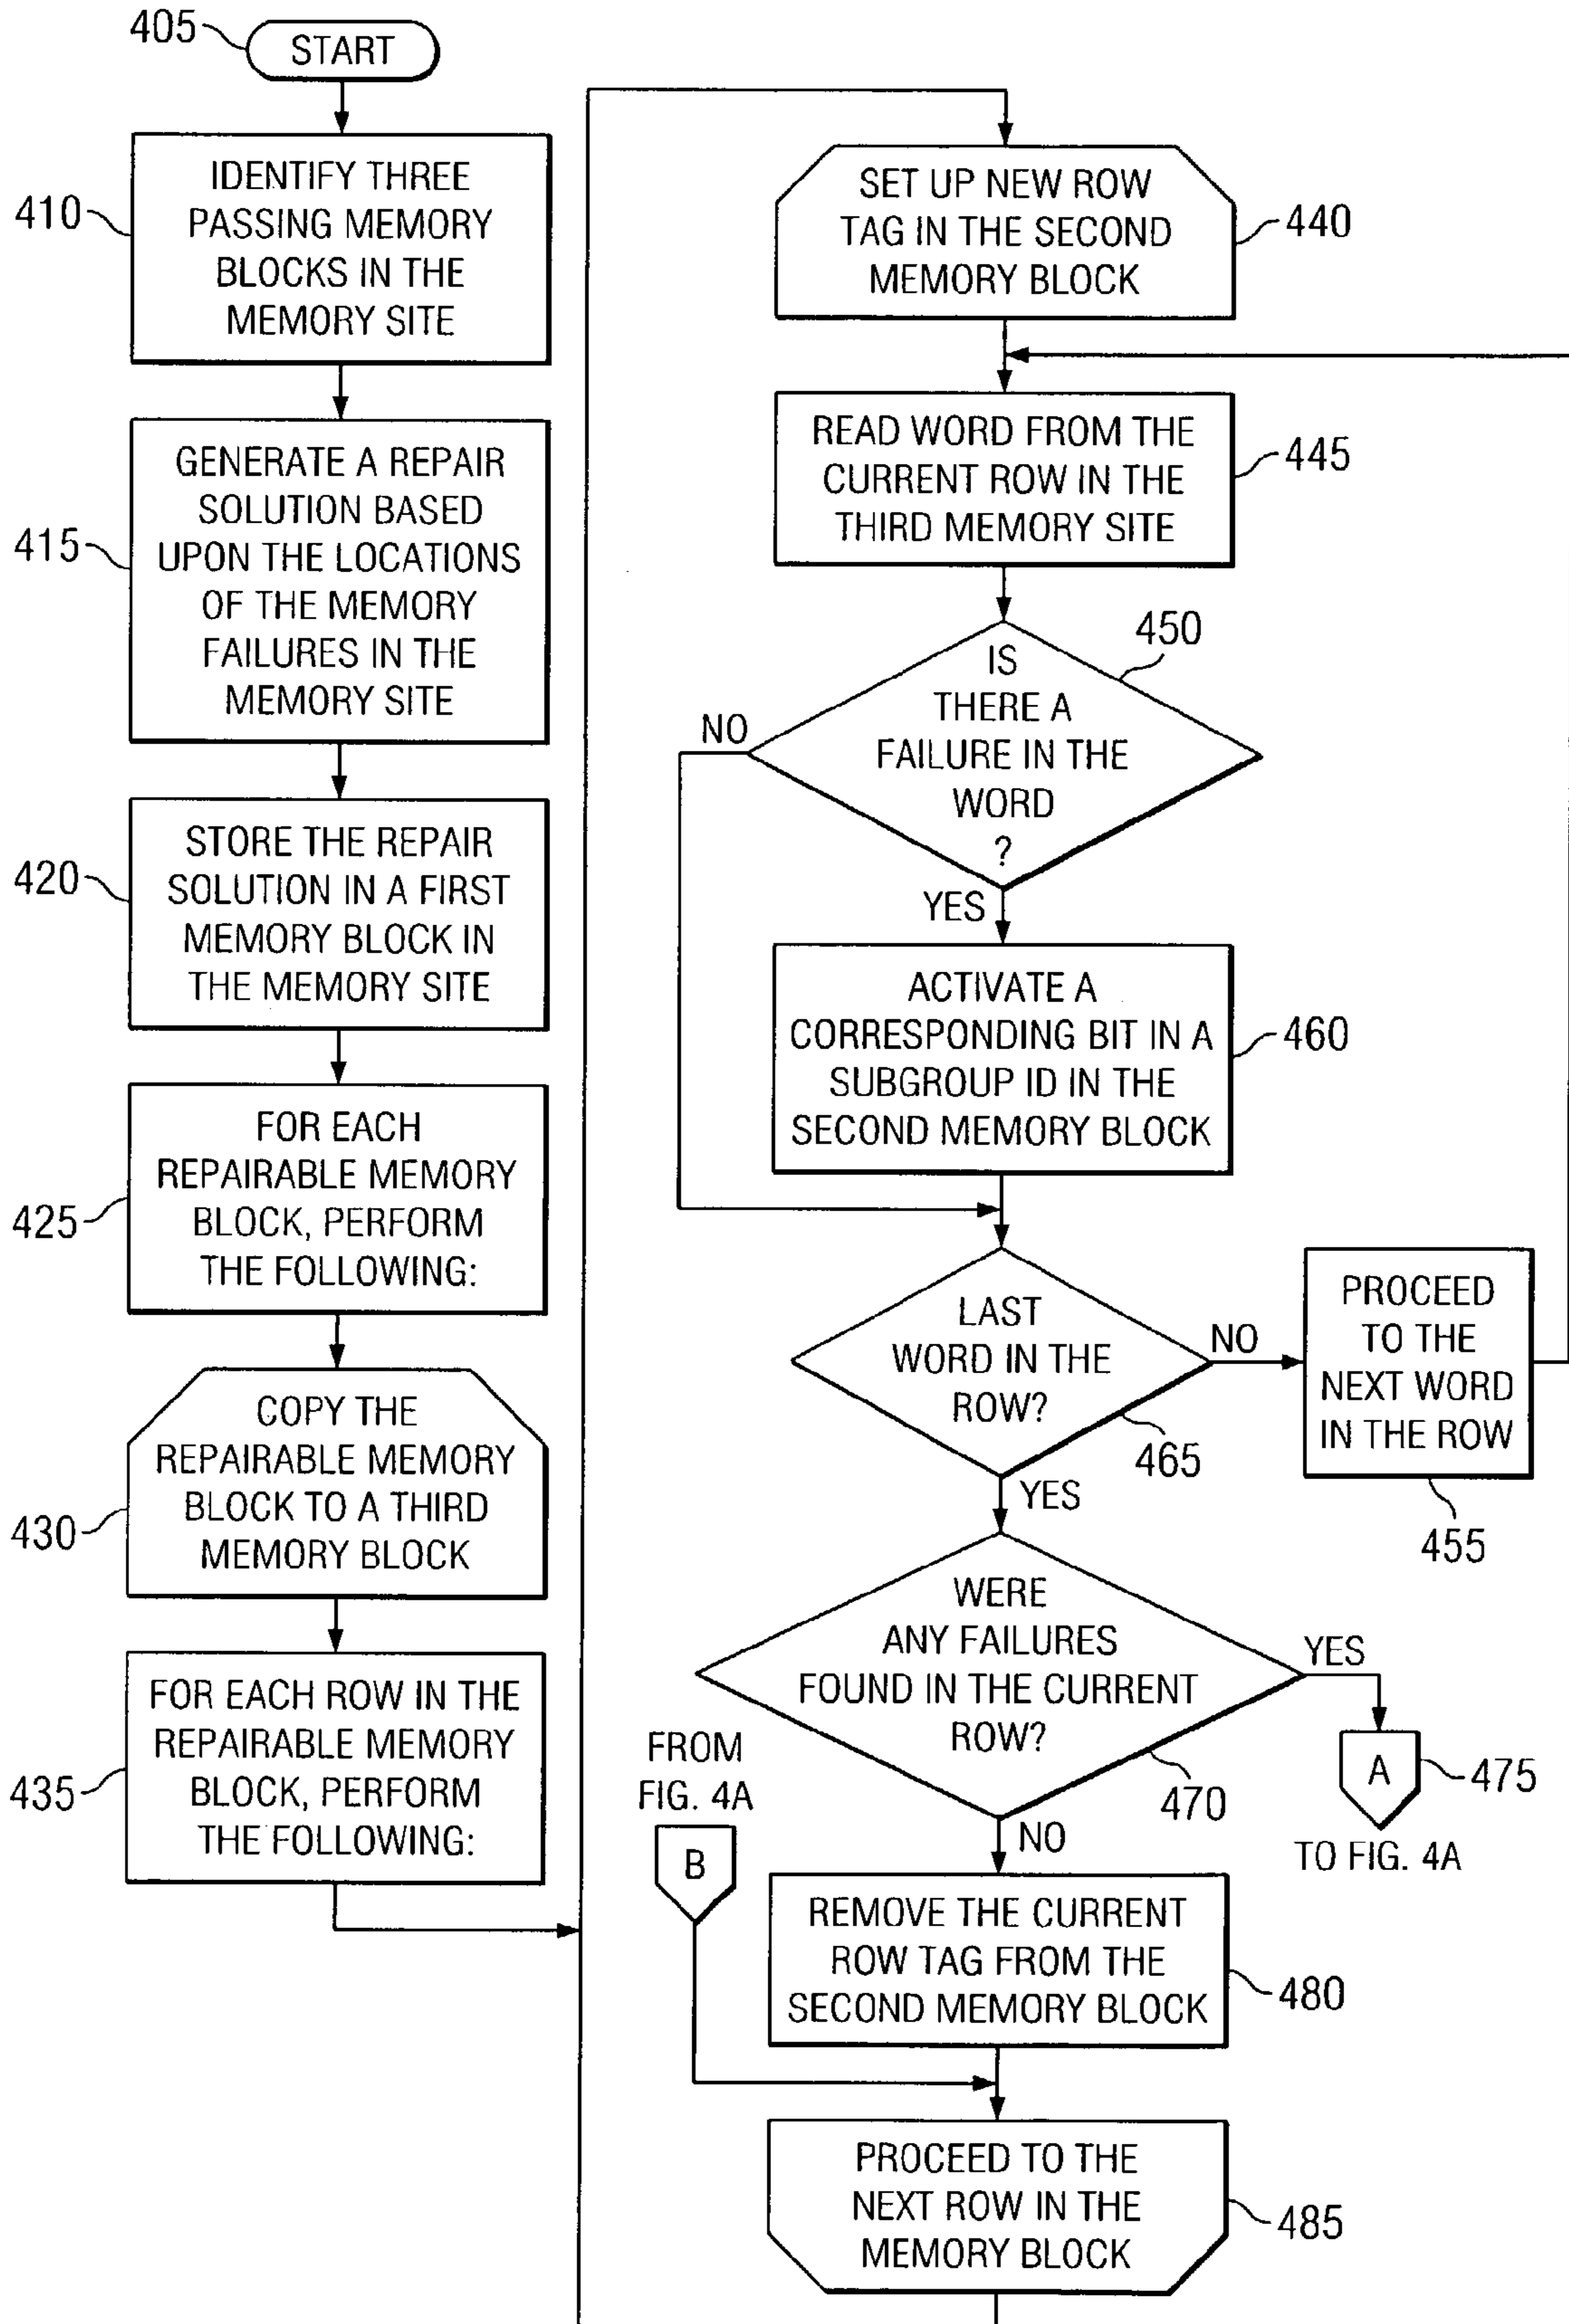 405
START
410
IDENTIFY THREE
PASSING MEMORY
BLOCKS IN THE
MEMORY SITE
415
GENERATE A REPAIR
SOLUTION BASED
UPON THE LOCATIONS
OF THE MEMORY
FAILURES IN THE
MEMORY SITE
420
STORE THE REPAIR
SOLUTION IN A FIRST
MEMORY BLOCK IN
THE MEMORY SITE
425
FOR EACH
REPAIRABLE MEMORY
BLOCK, PERFORM
THE FOLLOWING:
430
COPY THE
REPAIRABLE MEMORY
BLOCK TO A THIRD
MEMORY BLOCK
435
FOR EACH ROW IN THE
REPAIRABLE MEMORY
BLOCK, PERFORM
THE FOLLOWING:
SET UP NEW ROW
TAG IN THE SECOND
MEMORY BLOCK
440
READ WORD FROM THE
CURRENT ROW IN THE
THIRD MEMORY SITE
445
IS
THERE A
FAILURE IN THE
WORD
?
450
NO
YES
ACTIVATE A
CORRESPONDING BIT IN A
SUBGROUP ID IN THE
SECOND MEMORY BLOCK
460
LAST
WORD IN THE
ROW?
465
NO
PROCEED
TO THE
NEXT WORD
IN THE ROW
455
YES
WERE
ANY FAILURES
FOUND IN THE CURRENT
ROW?
470
YES
A
475
TO FIG. 4A
FROM
FIG. 4A
B
NO
REMOVE THE CURRENT
ROW TAG FROM THE
SECOND MEMORY BLOCK
480
PROCEED TO THE
NEXT ROW IN THE
MEMORY BLOCK
485